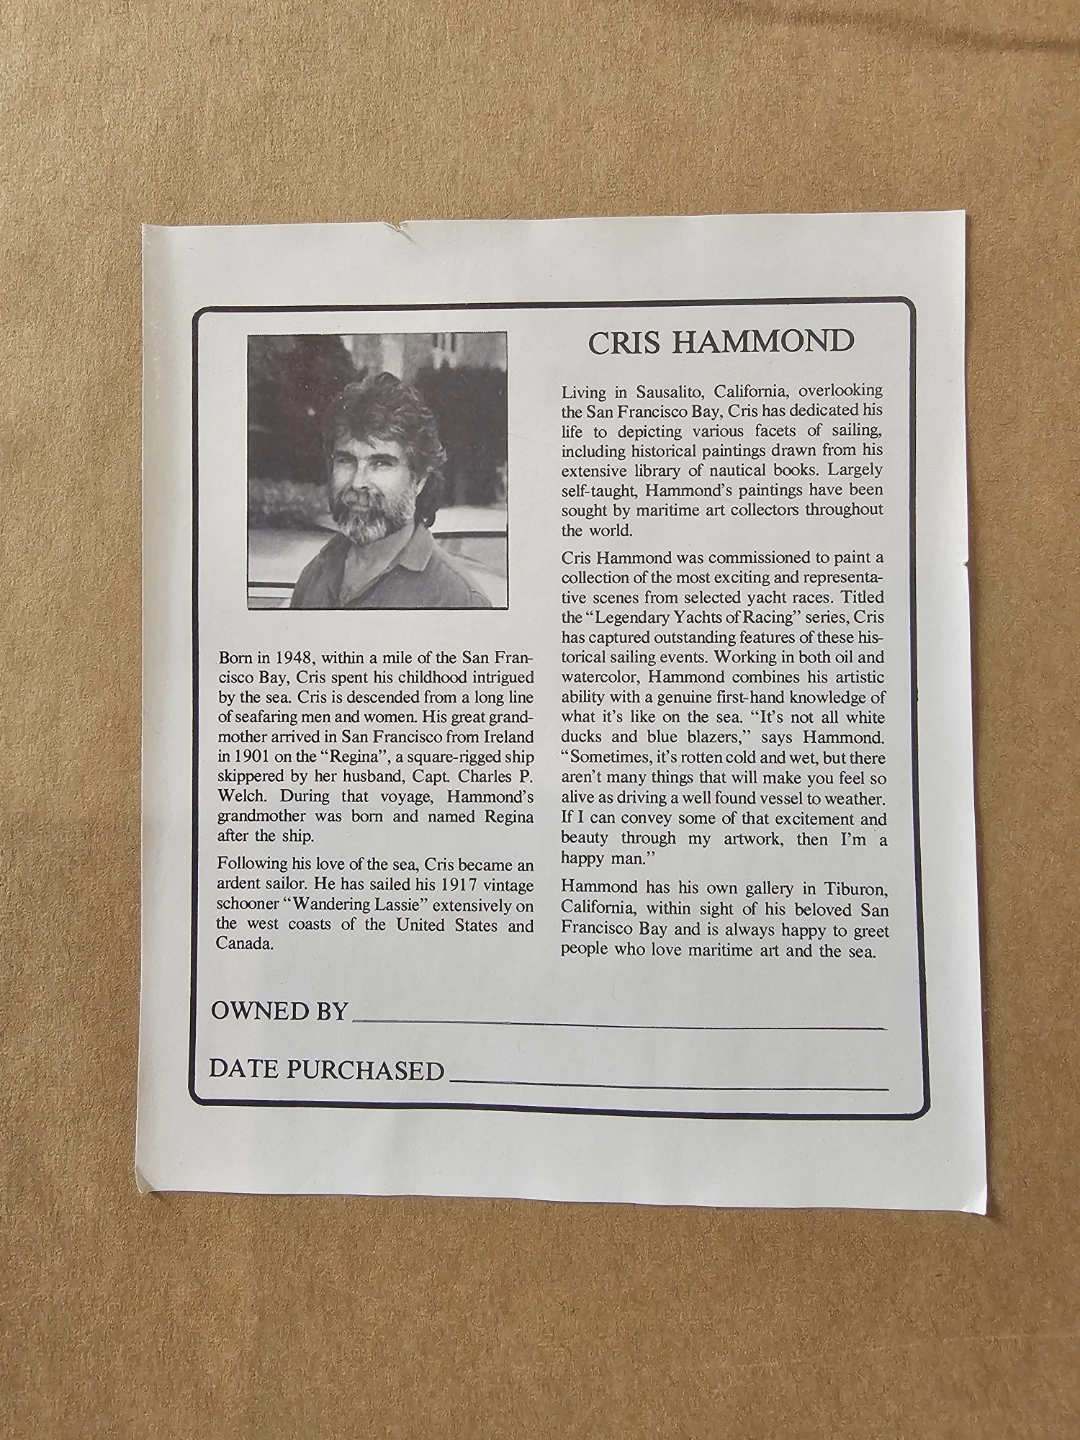 CRIS HAMMOND
Born in 1948, within a mile of the San Fran-
cisco Bay, Cris spent his childhood intrigued
by the sea. Cris is descended from a long line
of seafaring men and women. His great grand-
mother arrived in San Francisco from Ireland
in 1901 on the “Regina”, a square-rigged ship
skippered by her husband, Capt. Charles P.
Welch. During that voyage, Hammond's
grandmother was born and named Regina
after the ship.
Following his love of the sea, Cris became an
ardent sailor. He has sailed his 1917 vintage
schooner “Wandering Lassie” extensively on
the west coasts of the United States and
Canada.
Living in Sausalito, California, overlooking
the San Francisco Bay, Cris has dedicated his
life to depicting various facets of sailing,
including historical paintings drawn from his
extensive library of nautical books. Largely
self-taught, Hammond's paintings have been
sought by maritime art collectors throughout
the world.
Cris Hammond was commissioned to paint a
collection of the most exciting and representa-
tive scenes from selected yacht races. Titled
the “Legendary Yachts of Racing” series, Cris
has captured outstanding features of these his-
torical sailing events. Working in both oil and
watercolor, Hammond combines his artistic
ability with a genuine first-hand knowledge of
what it's like on the sea. “It's not all white
ducks and blue blazers,” says Hammond.
“Sometimes, it's rotten cold and wet, but there
aren't many things that will make you feel so
alive as driving a well found vessel to weather.
If I can convey some of that excitement and
beauty through my artwork, then I'm a
happy man.”
Hammond has his own gallery in Tiburon,
California, within sight of his beloved San
Francisco Bay and is always happy to greet
people who love maritime art and the sea.
OWNED BY
DATE PURCHASED